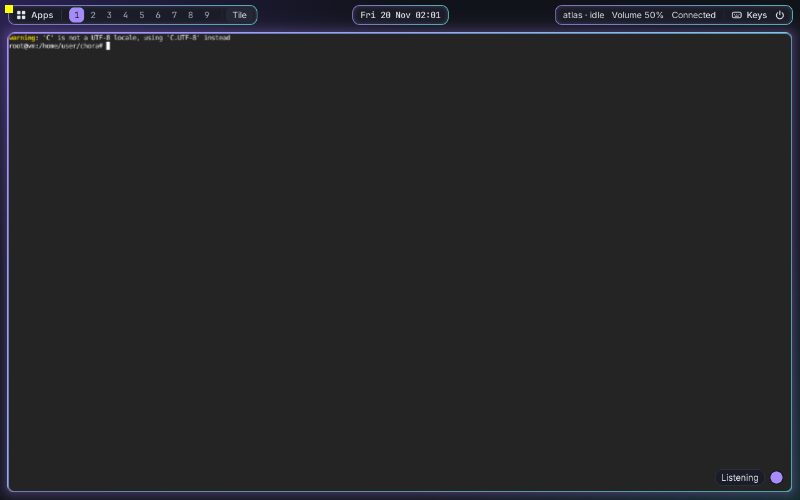 Apps 1 2 3 4 5 6 7 8 9 Tile Fri 20 Nov 02:01 atlas · idle Volume 50% Connected Keys
warning: 'C' is not a UTF-8 locale, using 'C.UTF-8' instead
root@vm:/home/user/chora#
Listening